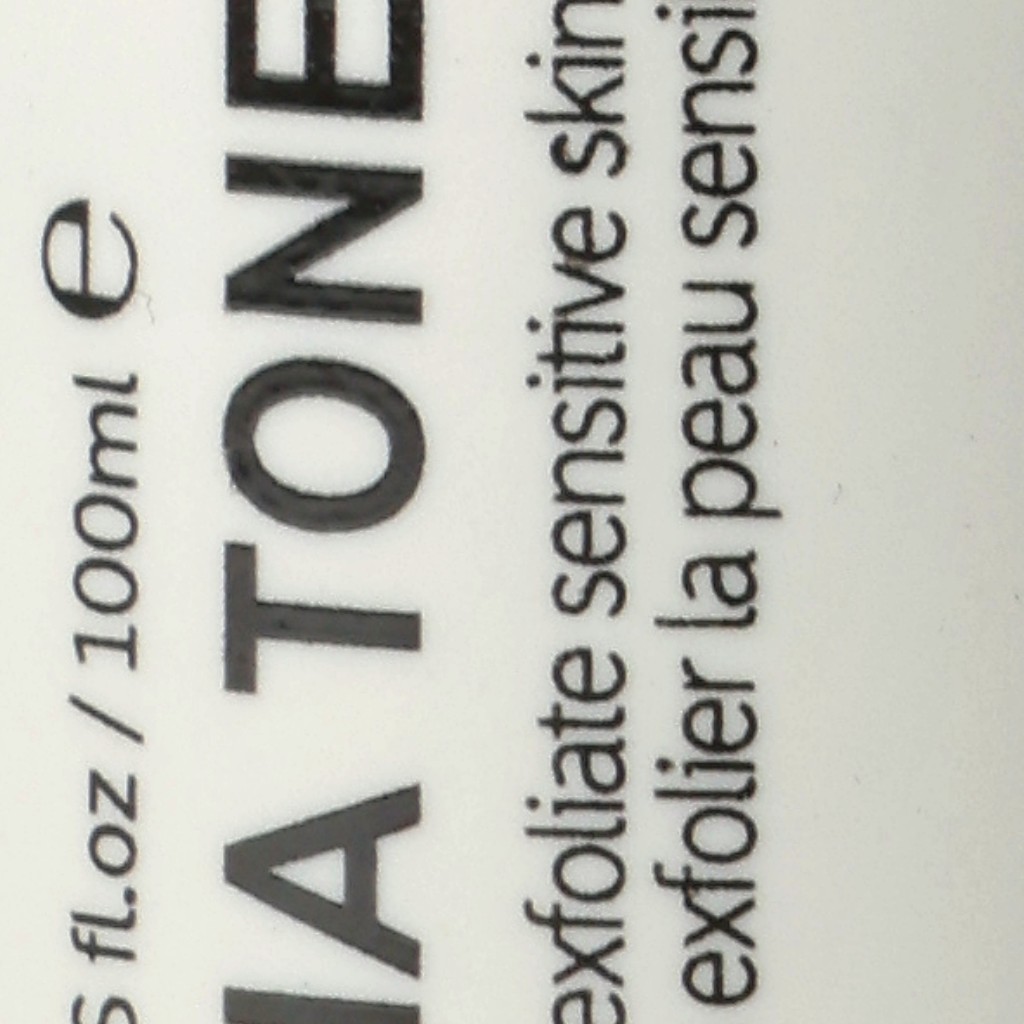 fl.oz / 100ml ℮
A TONE
exfoliate sensitive skin
exfolier la peau sensi